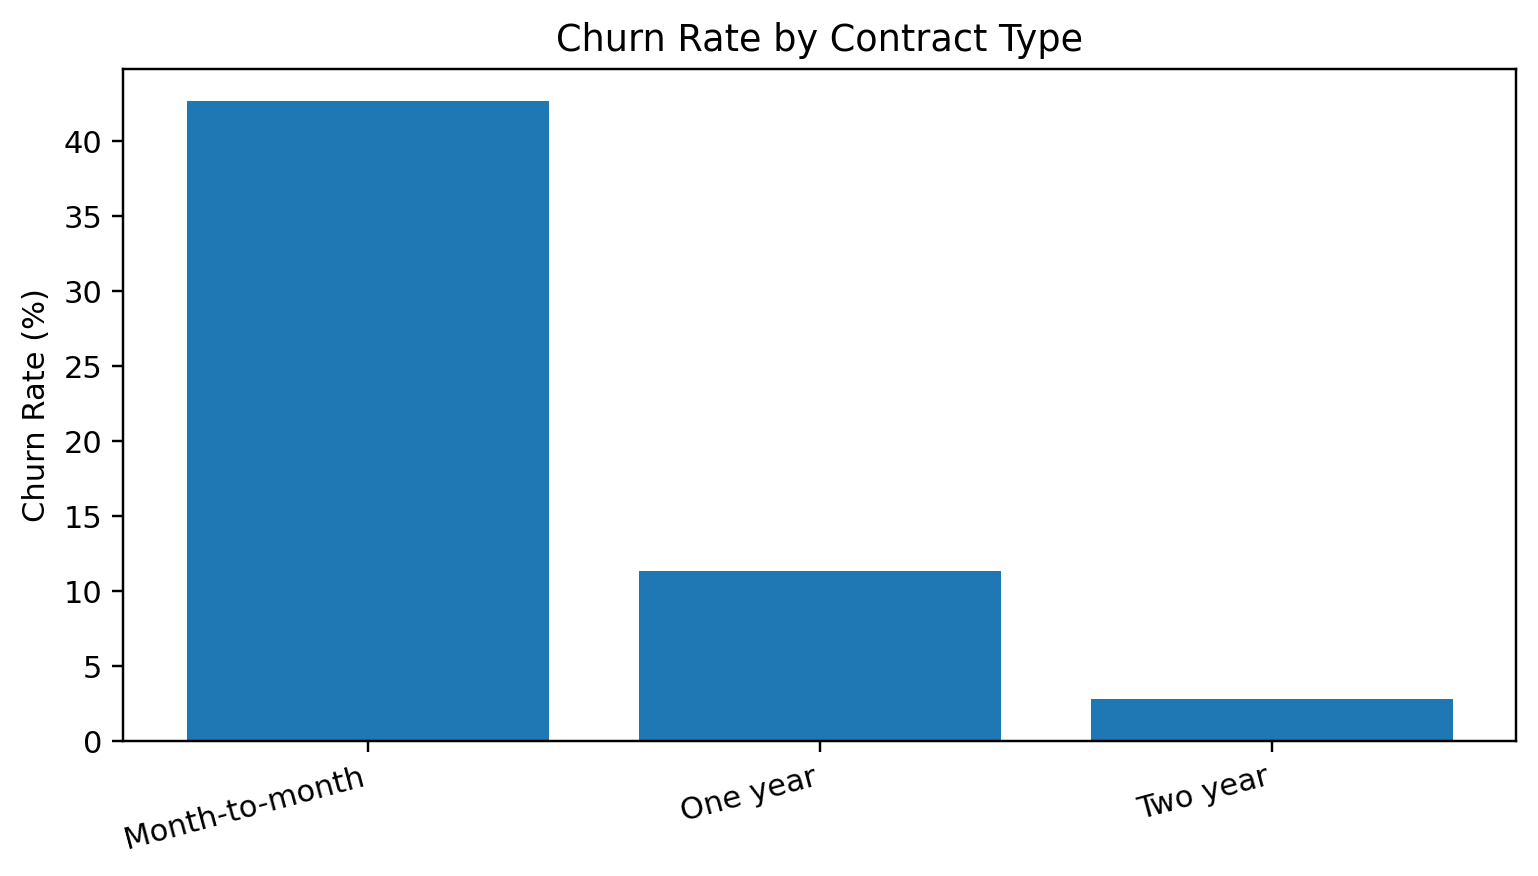 Churn Rate by Contract Type
Churn Rate (%)
40
35
30
25
20
15
10
5
0
Month-to-month
One year
Two year